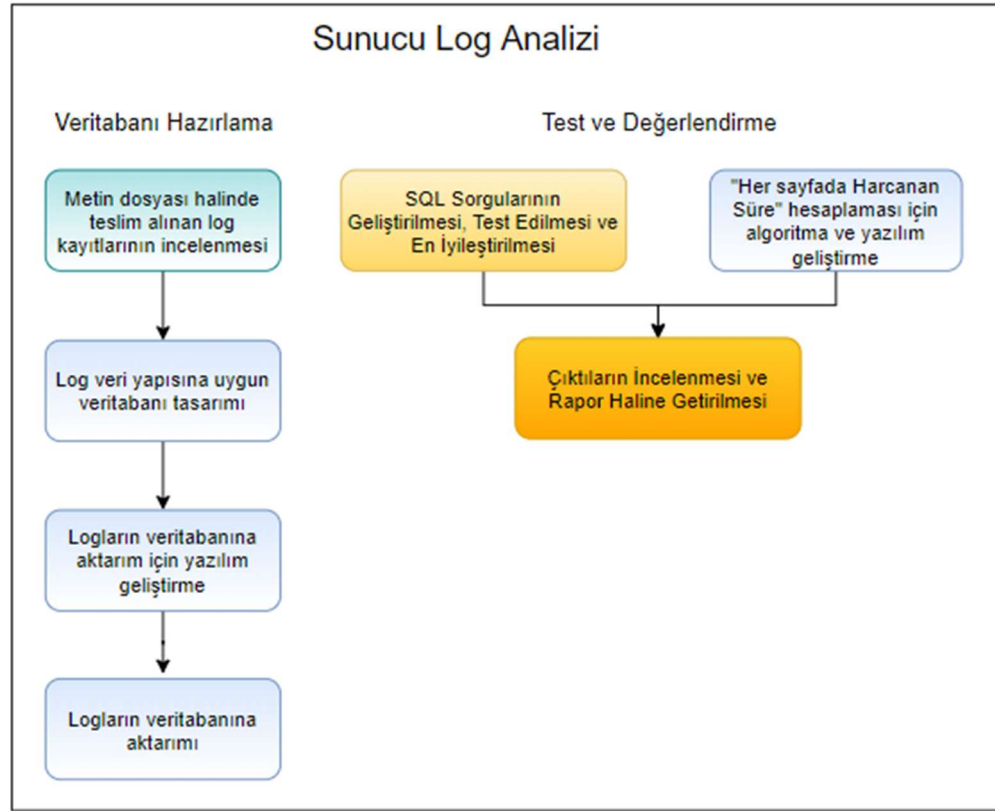 Sunucu Log Analizi
Veritabanı Hazırlama
Metin dosyası halinde
teslim alınan log
kayıtlarının incelenmesi
Log veri yapısına uygun
veritabanı tasarımı
Logların veritabanına
aktarım için yazılım
geliştirme
Logların veritabanına
aktarımı
Test ve Değerlendirme
SQL Sorgularının
Geliştirilmesi, Test Edilmesi ve
En İyileştirilmesi
"Her sayfada Harcanan
Süre" hesaplaması için
algoritma ve yazılım
geliştirme
Çıktıların İncelenmesi ve
Rapor Haline Getirilmesi